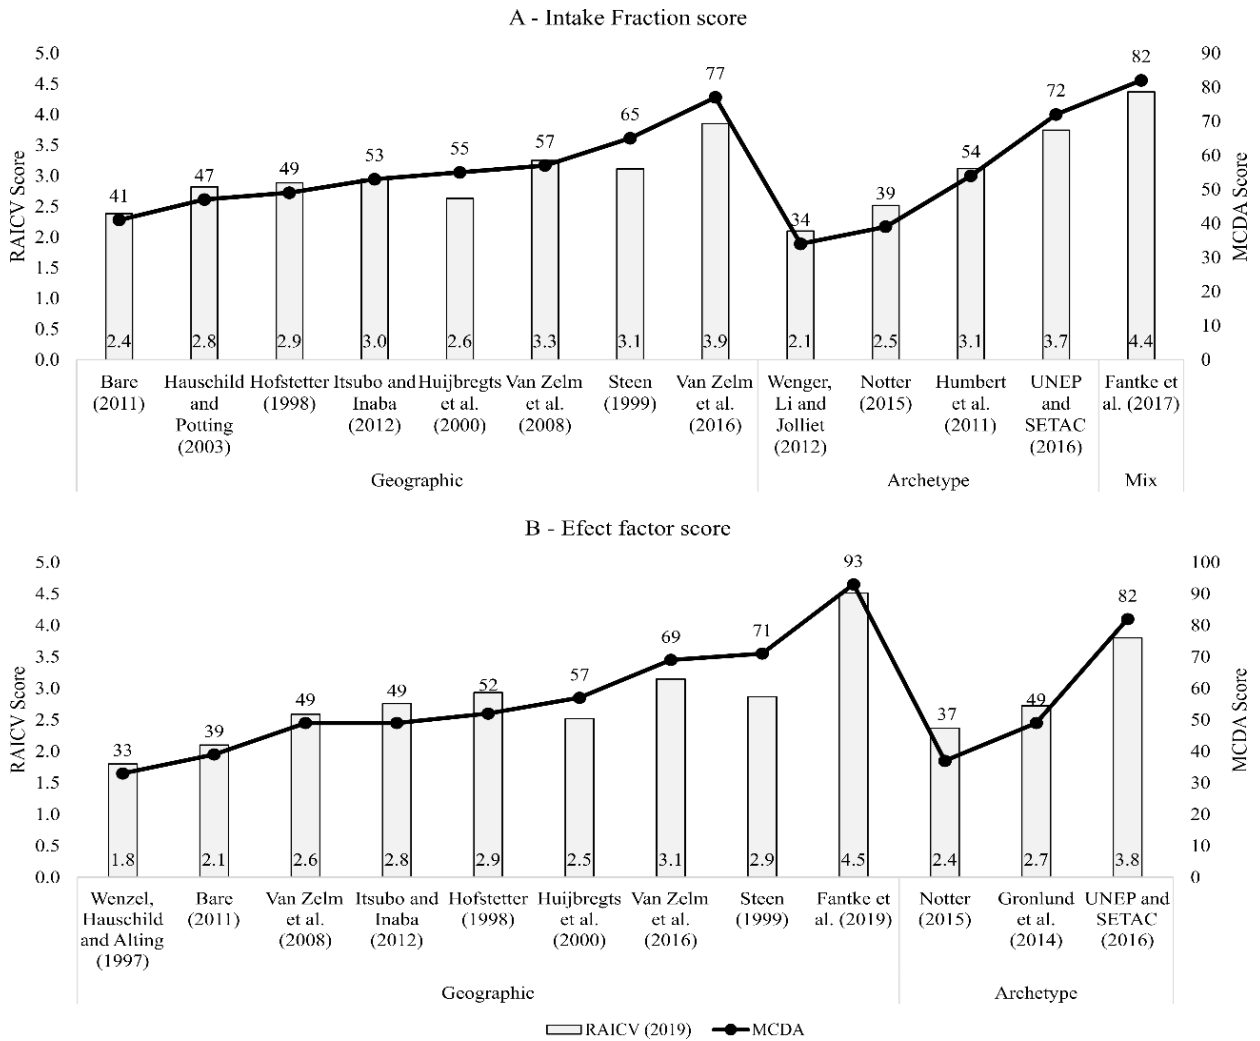 A - Intake Fraction score
RAICV Score
MCDA Score
5.0
4.5
4.0
3.5
3.0
2.5
2.0
1.5
1.0
0.5
0.0
90
80
70
60
50
40
30
20
10
0
41
47
49
53
55
57
65
77
34
39
54
72
82
2.4
2.8
2.9
3.0
2.6
3.3
3.1
3.9
2.1
2.5
3.1
3.7
4.4
Bare
(2011)
Hauschild
and
Potting
(2003)
Hofstetter
(1998)
Itsubo and
Inaba
(2012)
Huijbregts
et al.
(2000)
Van Zelm
et al.
(2008)
Steen
(1999)
Van Zelm
et al.
(2016)
Wenger,
Li and
Jolliet
(2012)
Notter
(2015)
Humbert
et al.
(2011)
UNEP
and
SETAC
(2016)
Fantke et
al. (2017)
Geographic
Archetype
Mix
B - Efect factor score
RAICV Score
MCDA Score
5.0
4.5
4.0
3.5
3.0
2.5
2.0
1.5
1.0
0.5
0.0
100
90
80
70
60
50
40
30
20
10
0
33
39
49
49
52
57
69
71
93
37
49
82
1.8
2.1
2.6
2.8
2.9
2.5
3.1
2.9
4.5
2.4
2.7
3.8
Wenzel,
Hauschild
and Alting
(1997)
Bare
(2011)
Van Zelm
et al.
(2008)
Itsubo and
Inaba
(2012)
Hofstetter
(1998)
Huijbregts
et al.
(2000)
Van Zelm
et al.
(2016)
Steen
(1999)
Fantke et
al. (2019)
Notter
(2015)
Gronlund
et al.
(2014)
UNEP and
SETAC
(2016)
Geographic
Archetype
RAICV (2019)
MCDA